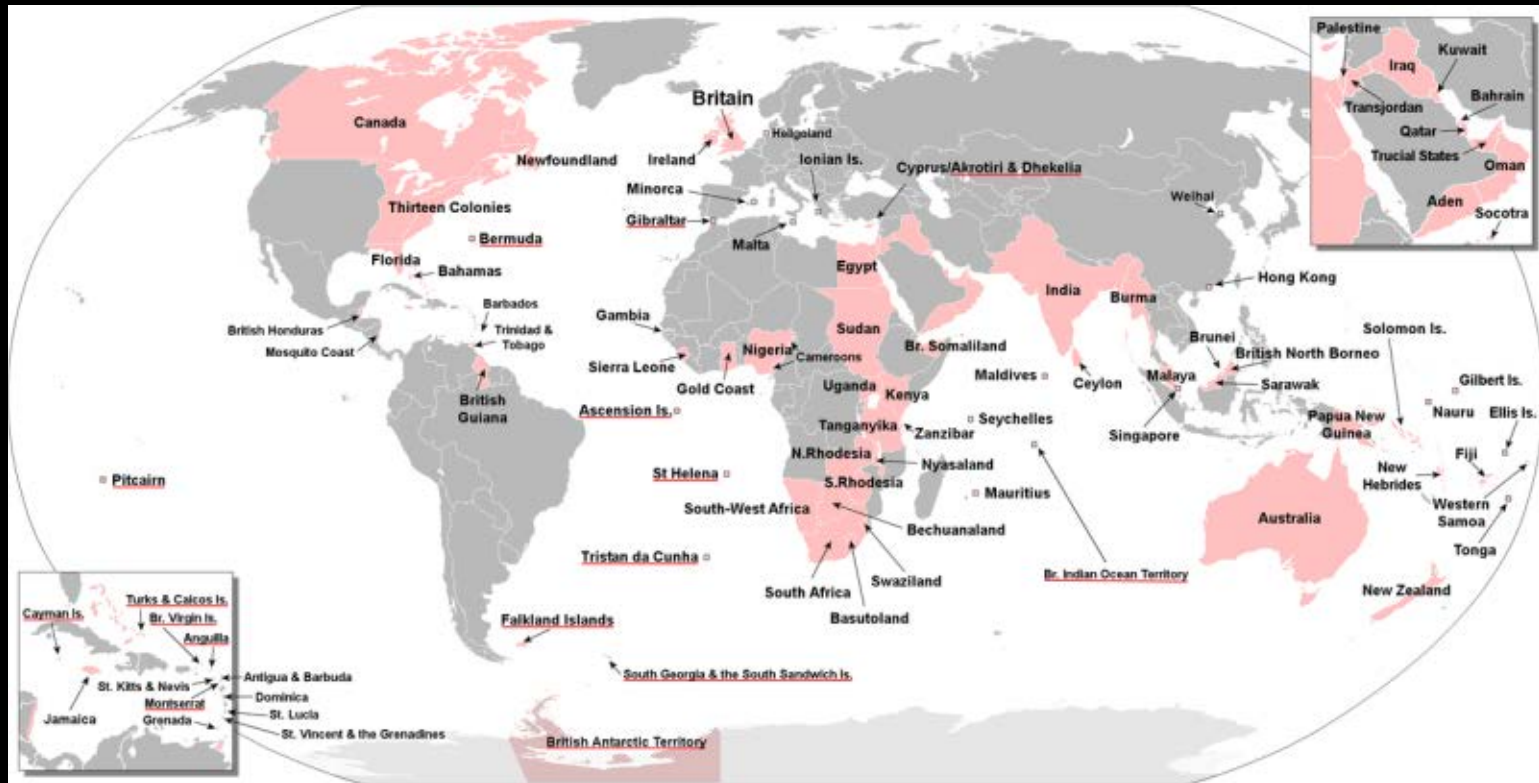 Palestine
Kuwait
Iraq
Bahrain
Transjordan
Qatar
Trucial States
Oman
Aden
Socotra
Britain
Canada
Heligoland
Newfoundland
Ireland
Ionian Is.
Cyprus/Akrotiri & Dhekelia
Minorca
Weihai
Thirteen Colonies
Gibraltar
Bermuda
Malta
Florida
Egypt
Bahamas
Hong Kong
India
Burma
Barbados
Gambia
British Honduras
Trinidad &
Tobago
Sudan
Solomon Is.
Mosquito Coast
Nigeria
Br. Somaliland
Brunei
British North Borneo
Cameroons
Sierra Leone
Gold Coast
Maldives
Ceylon
Malaya
Sarawak
Gilbert Is.
Uganda
Kenya
British
Guiana
Nauru
Ascension Is.
Seychelles
Ellis Is.
Tanganyika
Zanzibar
Singapore
Papua New
Guinea
N.Rhodesia
Nyasaland
Fiji
Pitcairn
St Helena
S.Rhodesia
New
Hebrides
Mauritius
South-West Africa
Western
Samoa
Bechuanaland
Australia
Tonga
Tristan da Cunha
Swaziland
Br. Indian Ocean Territory
South Africa
New Zealand
Basutoland
Falkland Islands
South Georgia & the South Sandwich Is.
British Antarctic Territory
Turks & Caicos Is.
Cayman Is.
Br. Virgin Is.
Anguilla
Antigua & Barbuda
St. Kitts & Nevis
Dominica
Montserrat
St. Lucia
Jamaica
Grenada
St. Vincent & the Grenadines